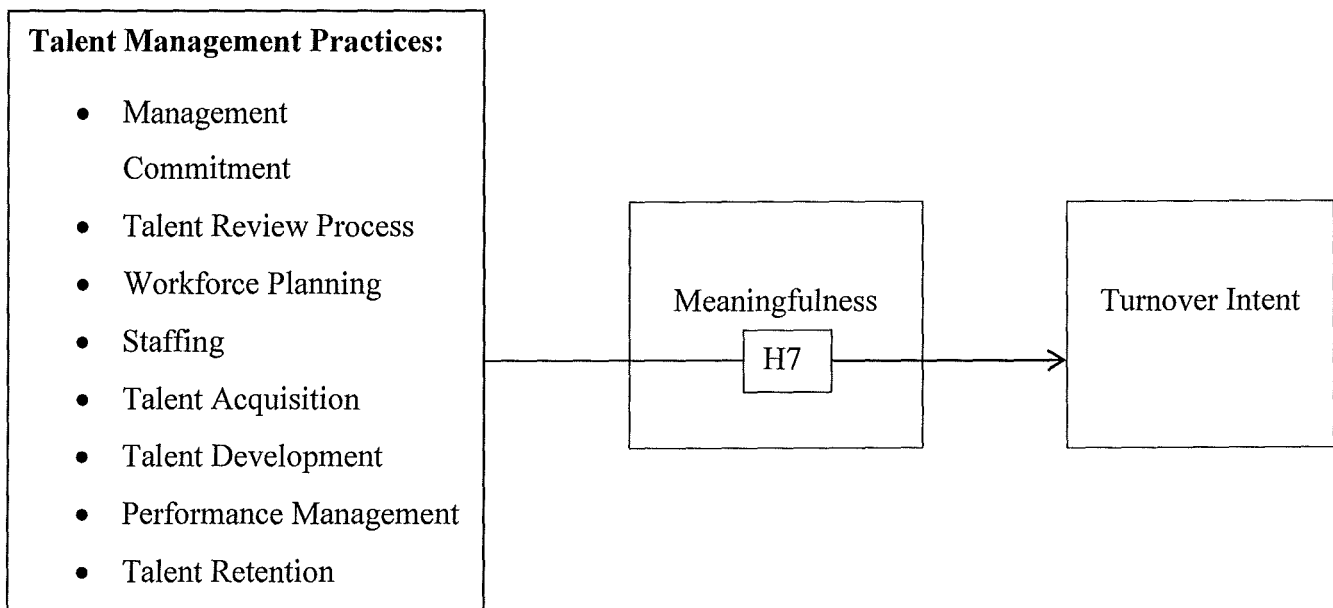 Talent Management Practices:
• Management
Commitment
• Talent Review Process
• Workforce Planning
• Staffing
• Talent Acquisition
• Talent Development
• Performance Management
• Talent Retention
Meaningfulness
H7
Turnover Intent